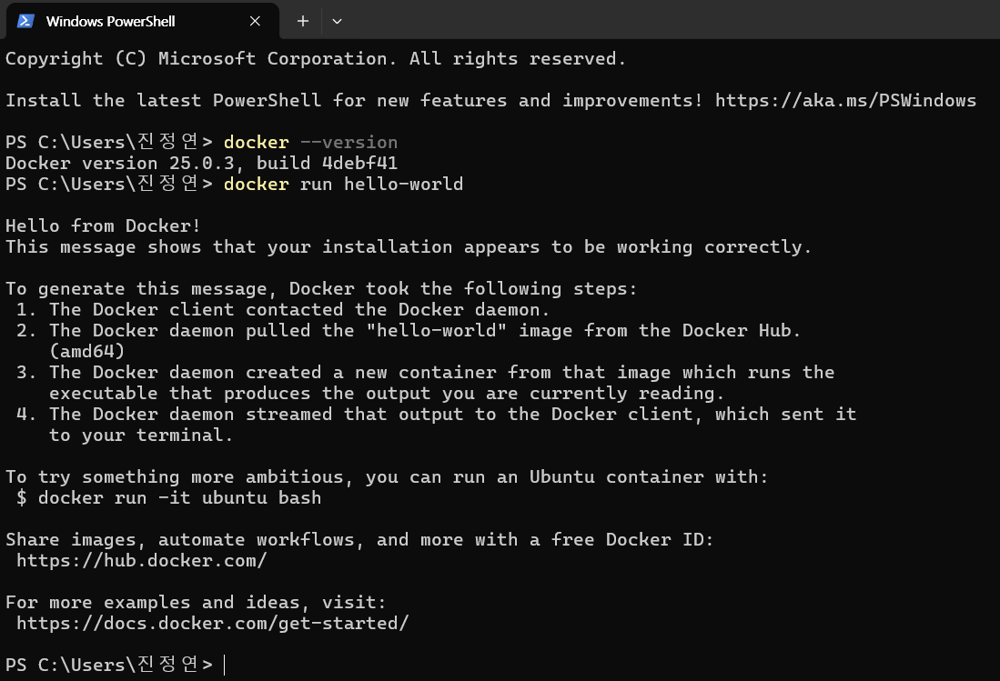 Windows PowerShell
Copyright (C) Microsoft Corporation. All rights reserved.
Install the latest PowerShell for new features and improvements! https://aka.ms/PSWindows
PS C:\Users\진정연> docker --version
Docker version 25.0.3, build 4debf41
PS C:\Users\진정연> docker run hello-world
Hello from Docker!
This message shows that your installation appears to be working correctly.
To generate this message, Docker took the following steps:
1. The Docker client contacted the Docker daemon.
2. The Docker daemon pulled the "hello-world" image from the Docker Hub.
(amd64)
3. The Docker daemon created a new container from that image which runs the
executable that produces the output you are currently reading.
4. The Docker daemon streamed that output to the Docker client, which sent it
to your terminal.
To try something more ambitious, you can run an Ubuntu container with:
$ docker run -it ubuntu bash
Share images, automate workflows, and more with a free Docker ID:
https://hub.docker.com/
For more examples and ideas, visit:
https://docs.docker.com/get-started/
PS C:\Users\진정연>